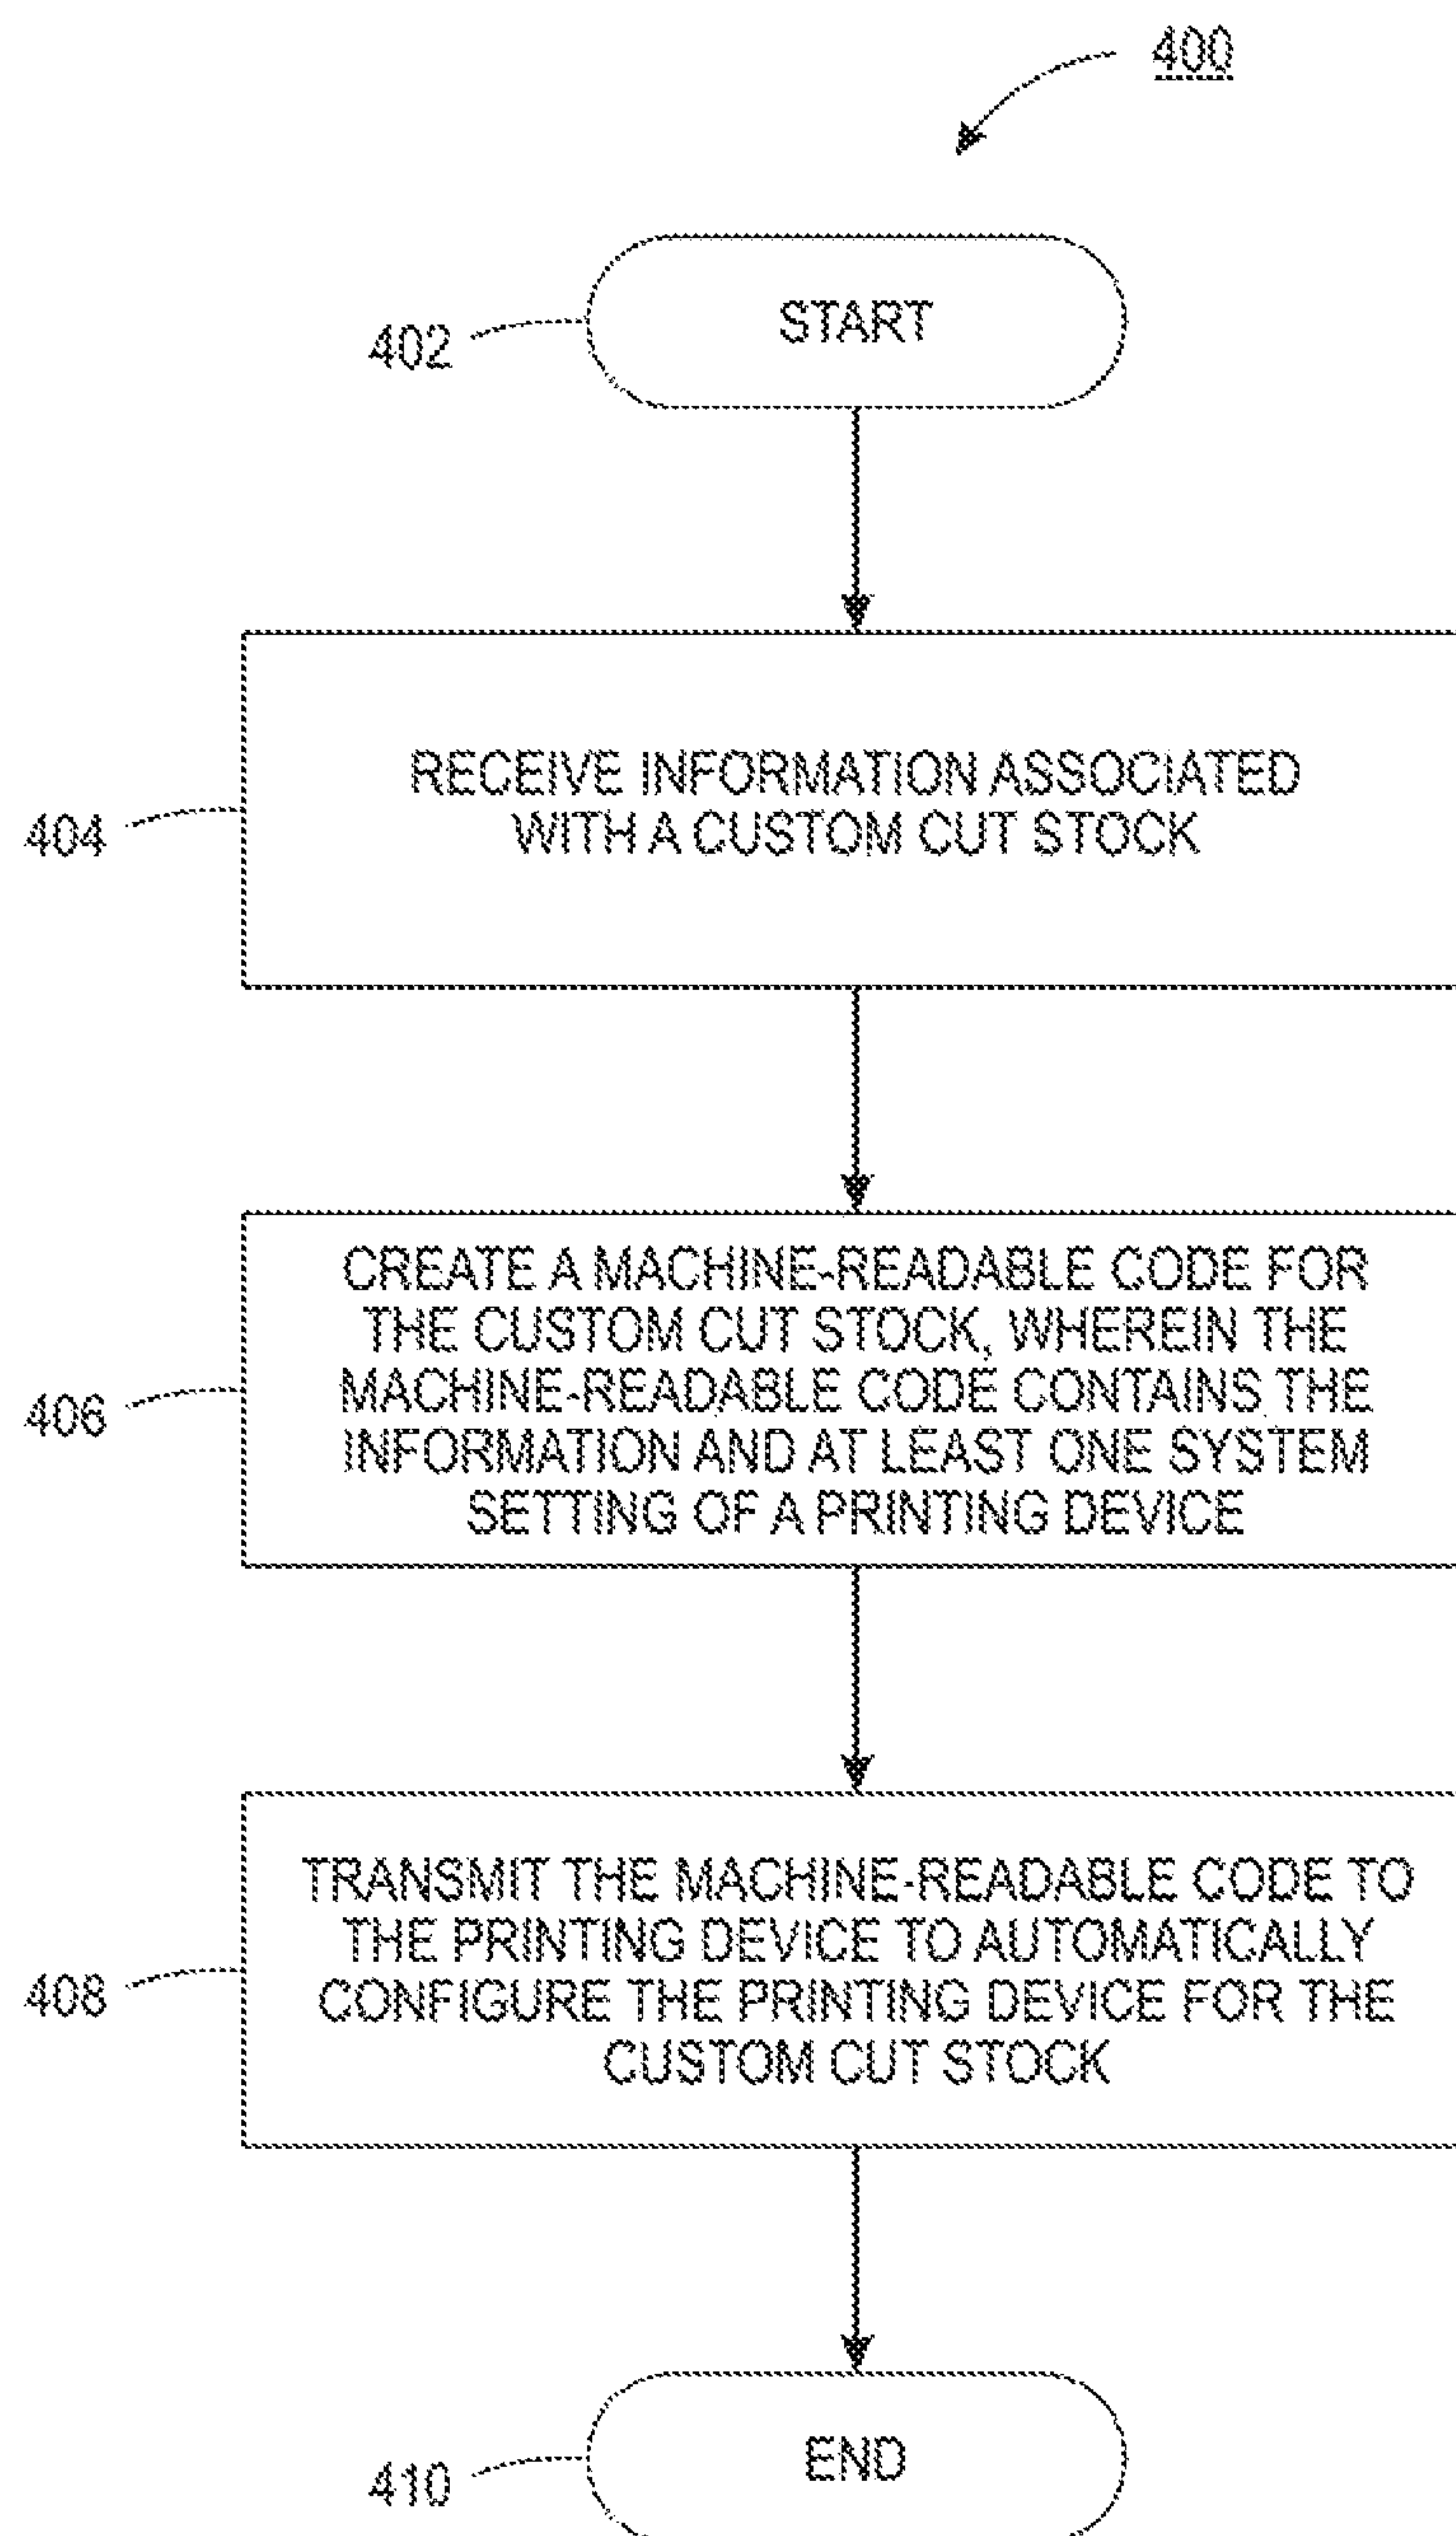 400
START
402
RECEIVE INFORMATION ASSOCIATED
WITH A CUSTOM CUT STOCK
404
CREATE A MACHINE-READABLE CODE FOR
THE CUSTOM CUT STOCK, WHEREIN THE
MACHINE-READABLE CODE CONTAINS THE
INFORMATION AND AT LEAST ONE SYSTEM
SETTING OF A PRINTING DEVICE
406
TRANSMIT THE MACHINE-READABLE CODE TO
THE PRINTING DEVICE TO AUTOMATICALLY
CONFIGURE THE PRINTING DEVICE FOR THE
CUSTOM CUT STOCK
408
END
410